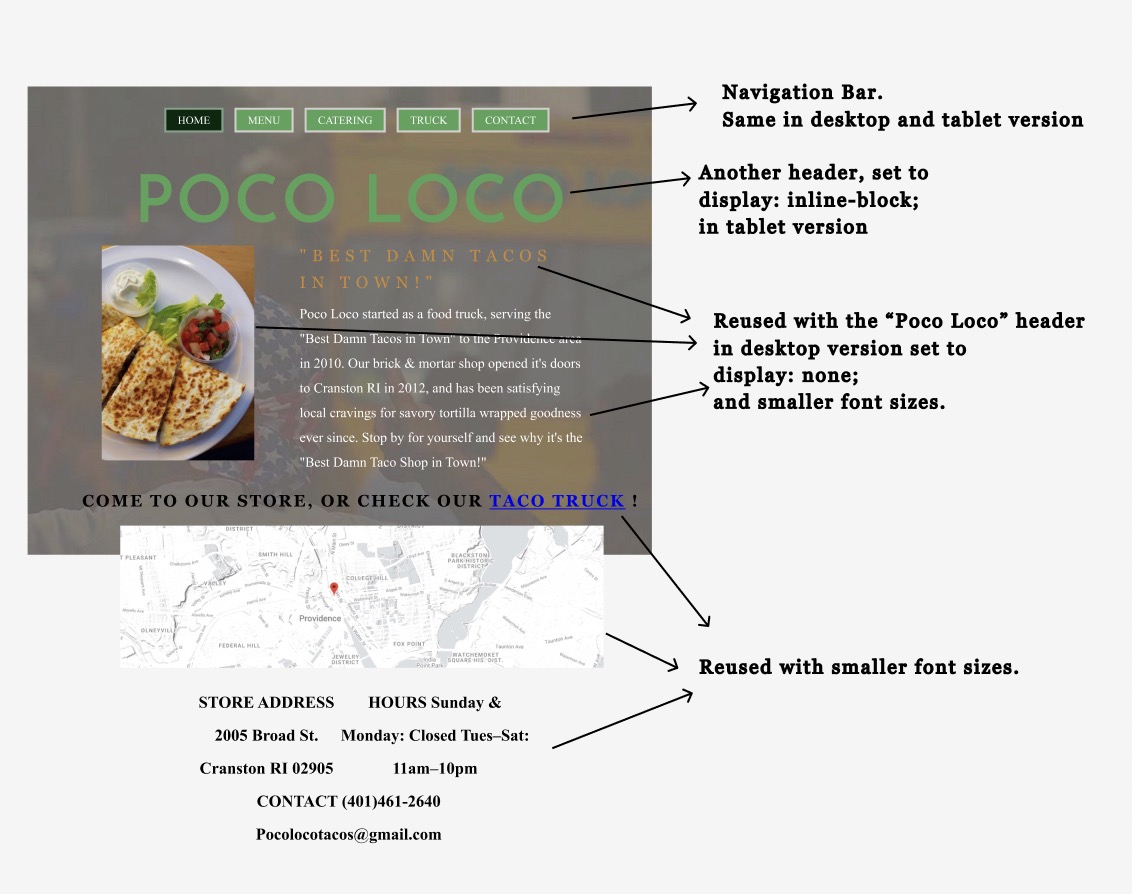 HOME MENU CATERING TRUCK CONTACT
Navigation Bar.
Same in desktop and tablet version
POCO LOCO
Another header, set to
display: inline-block;
in tablet version
"BEST DAMN TACOS
IN TOWN!"
Poco Loco started as a food truck, serving the
"Best Damn Tacos in Town" to the Providence area
in 2010. Our brick & mortar shop opened it's doors
to Cranston RI in 2012, and has been satisfying
local cravings for savory tortilla wrapped goodness
ever since. Stop by for yourself and see why it's the
"Best Damn Taco Shop in Town!"
Reused with the “Poco Loco” header
in desktop version set to
display: none;
and smaller font sizes.
COME TO OUR STORE, OR CHECK OUR TACO TRUCK !
DISTRICT
T PLEASANT
SMITH HILL
BLACKSTONE
PARK HISTORIC
DISTRICT
COLLEGE HILL
VALLEY
Providence
OLNEYVILLE
FEDERAL HILL
FOX POINT
JEWELRY
DISTRICT
India
Point Park
WATCHEMOKET
SQUARE HIS. DIST.
Taunton Ave
Taunton Ave
Reused with smaller font sizes.
STORE ADDRESS HOURS Sunday &
2005 Broad St. Monday: Closed Tues–Sat:
Cranston RI 02905 11am–10pm
CONTACT (401)461-2640
Pocolocotacos@gmail.com